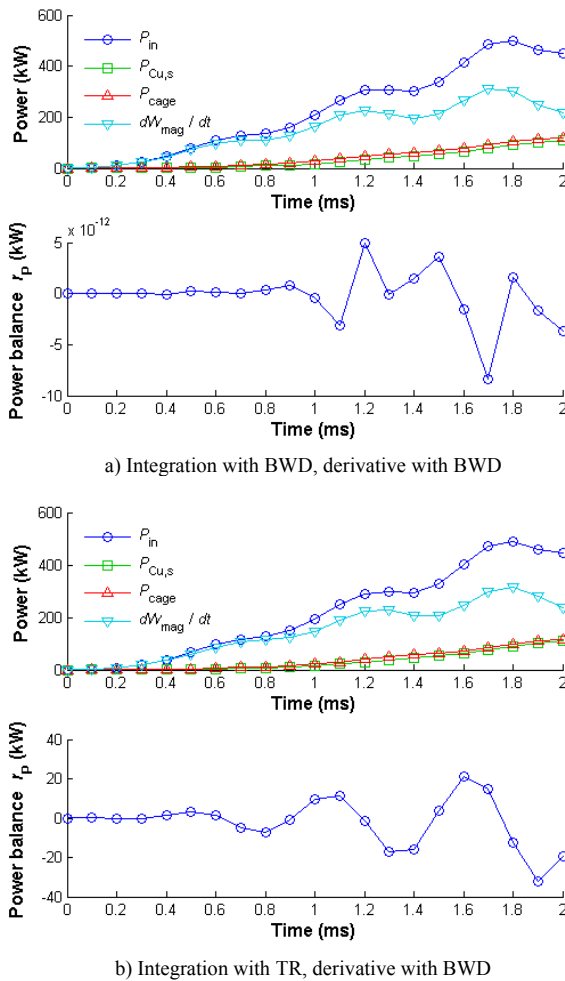 600
400
200
0
Power (kW)
P_in
P_Cu,s
P_cage
dW_mag / dt
0 0.2 0.4 0.6 0.8 1 1.2 1.4 1.6 1.8 2
Time (ms)
x 10^-12
5
0
-5
-10
Power balance r_p (kW)
0 0.2 0.4 0.6 0.8 1 1.2 1.4 1.6 1.8 2
Time (ms)
a) Integration with BWD, derivative with BWD
600
400
200
0
Power (kW)
P_in
P_Cu,s
P_cage
dW_mag / dt
0 0.2 0.4 0.6 0.8 1 1.2 1.4 1.6 1.8 2
Time (ms)
40
20
0
-20
-40
Power balance r_p (kW)
0 0.2 0.4 0.6 0.8 1 1.2 1.4 1.6 1.8 2
Time (ms)
b) Integration with TR, derivative with BWD